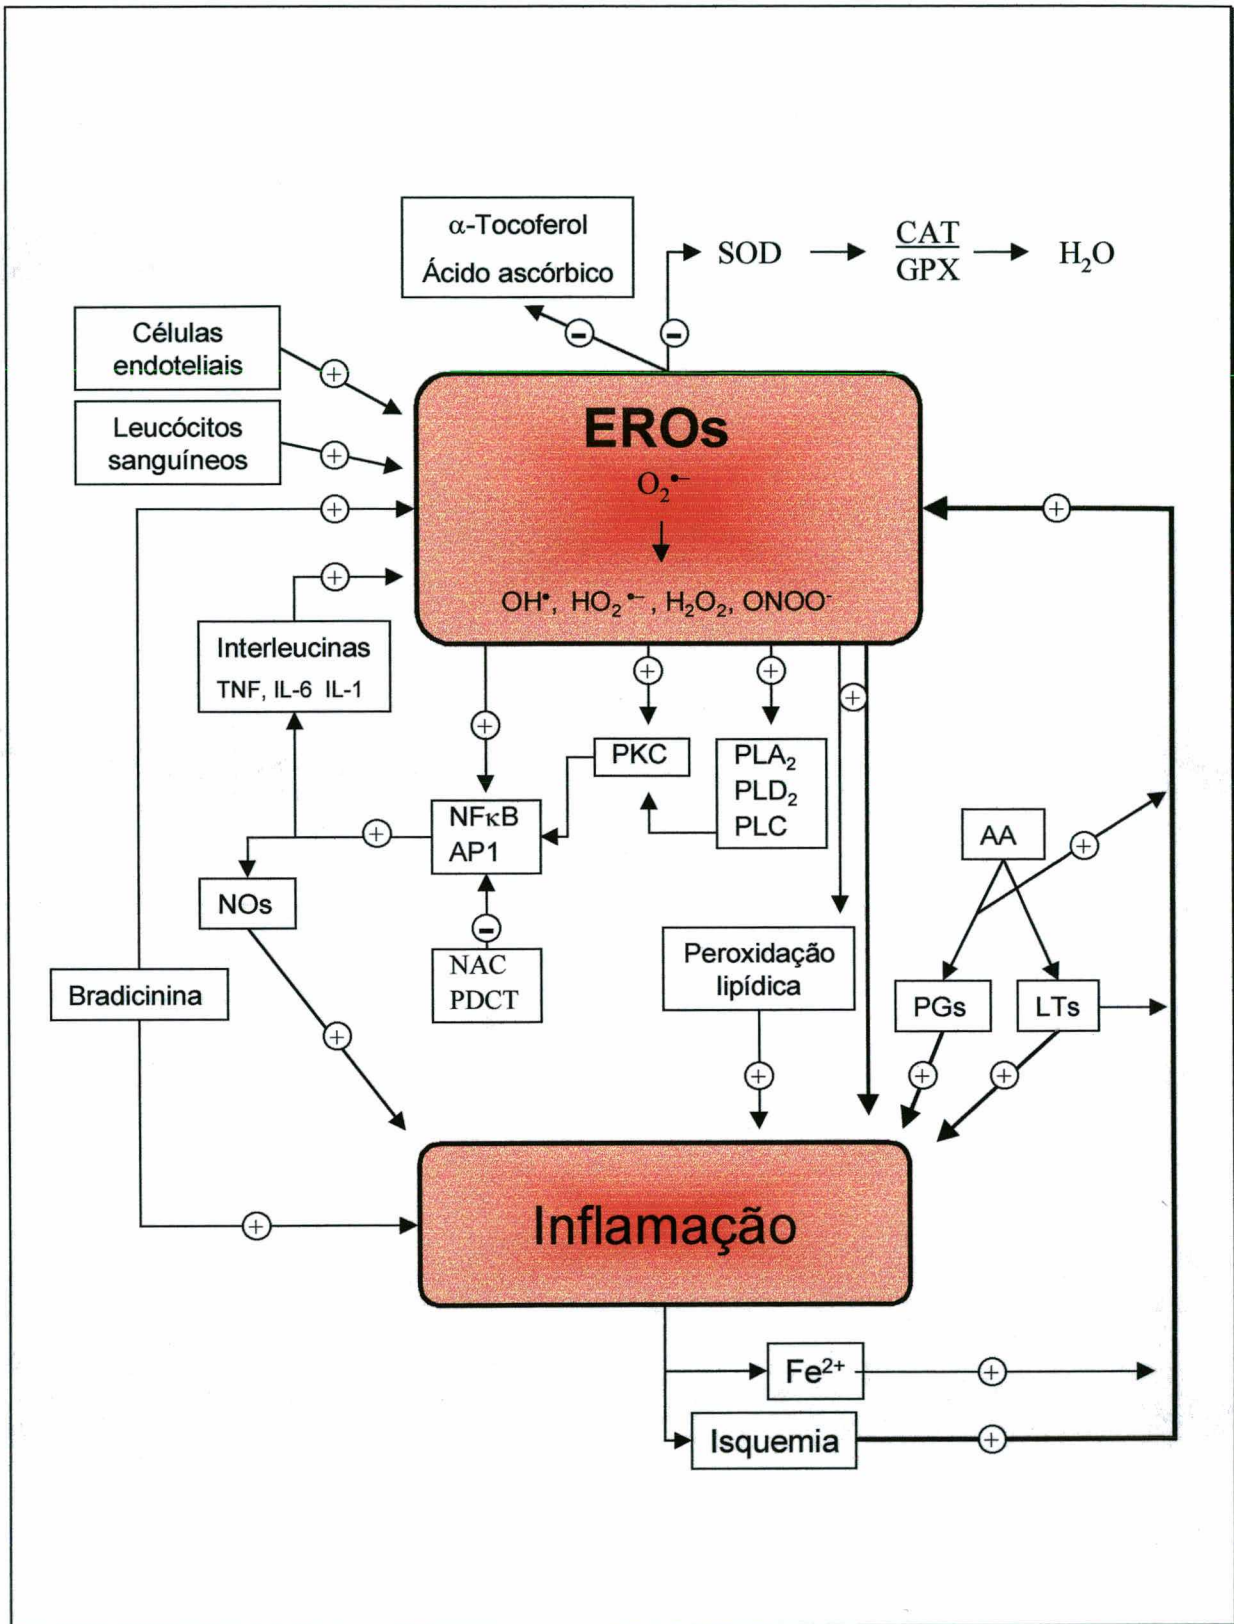 α-Tocoferol
Ácido ascórbico
SOD
CAT
GPX
H₂O
Células
endoteliais
Leucócitos
sanguíneos
EROs
O₂•–
OH•, HO₂•–, H₂O₂, ONOO⁻
Interleucinas
TNF, IL-6 IL-1
PKC
PLA₂
PLD₂
PLC
NFκB
AP1
AA
NOs
NAC
PDCT
Peroxidação
lipídica
Bradicinina
PGs
LTs
Inflamação
Fe²⁺
Isquemia